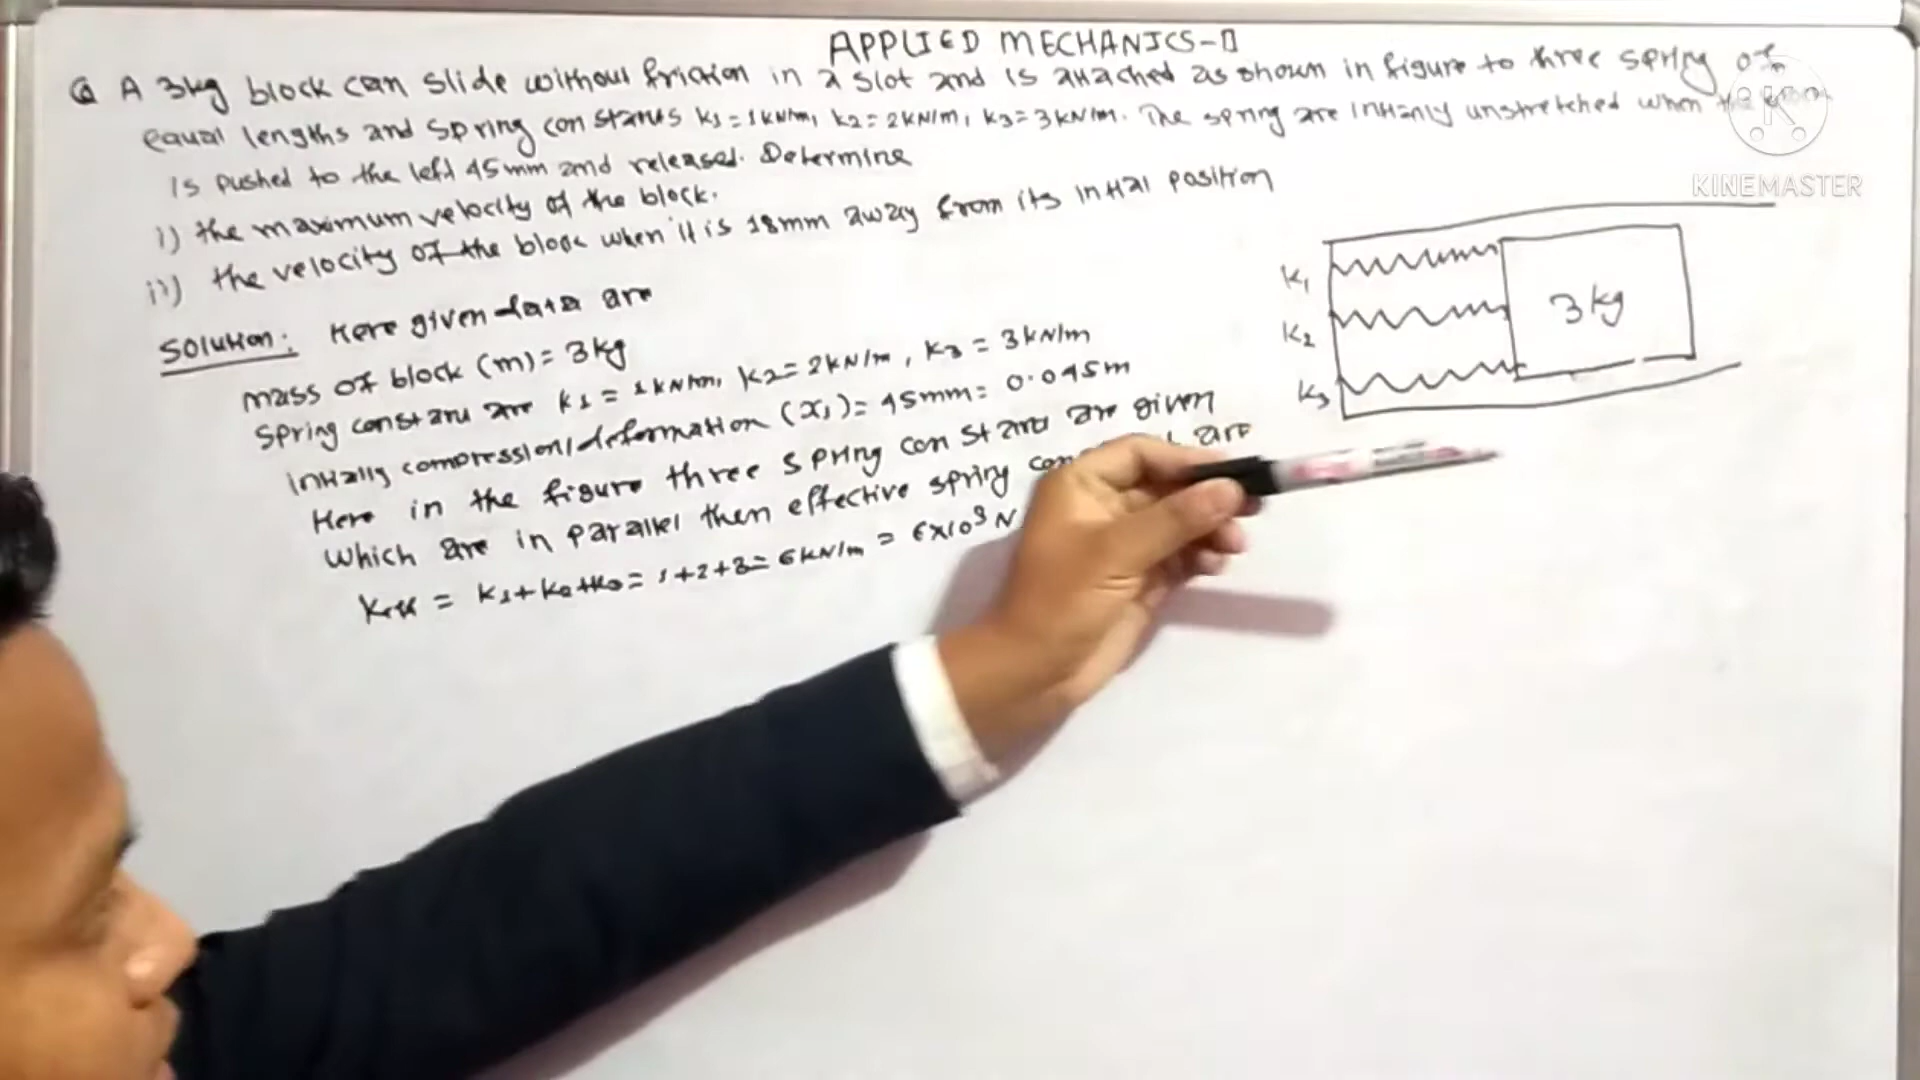 APPLIED MECHANICS-II
Q A 3kg block can slide without friction in a slot and is attached as shown in figure to three spring of
equal lengths and spring constants k1 = 1kN/m, k2 = 2kN/m, k3 = 3kN/m. The spring are initially unstretched when the
is pushed to the left 45mm and released. Determine
i) the maximum velocity of the block.
ii) the velocity of the block when it is 18mm away from its initial position
Solution: Here given data are
mass of block (m) = 3kg
spring constant are k1 = 1kN/m, k2 = 2kN/m, k3 = 3kN/m
initially compression/deformation (x1) = 45mm = 0.045m
Here in the figure three spring constant are given
which are in parallel then effective spring are
keff = k1+k2+k3 = 1+2+3 = 6kN/m = 6x10³ N
k1
k2
k3
3kg
KINEMASTER